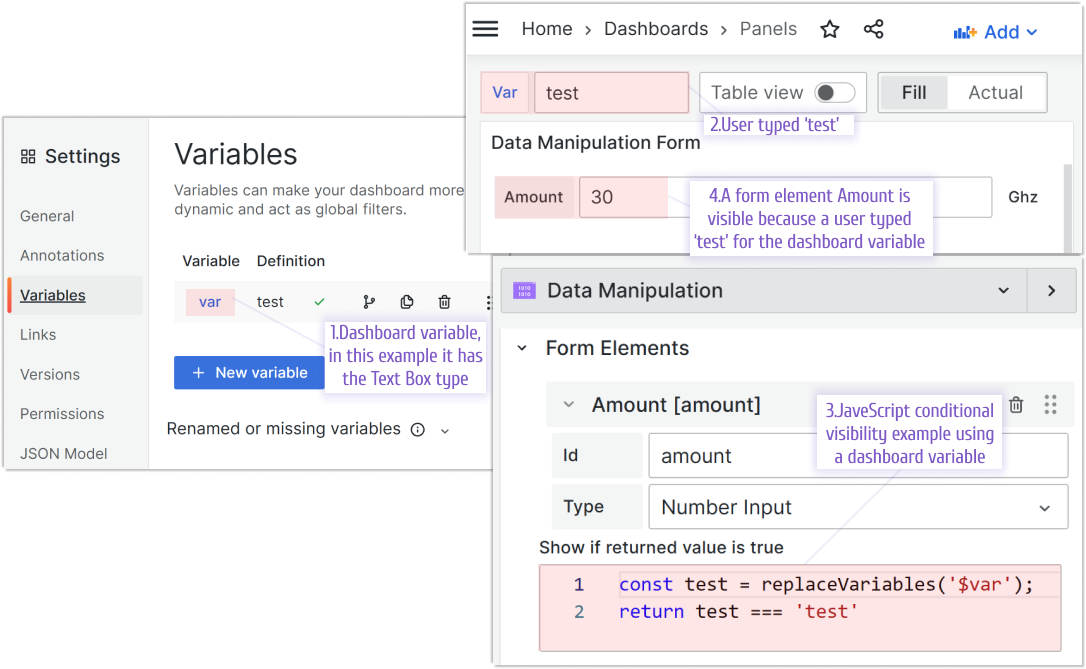 Home › Dashboards › Panels Add
Var test Table view Fill Actual
2.User typed ‘test’
Data Manipulation Form
Amount 30 Ghz
4.A form element Amount is
visible because a user typed
‘test’ for the dashboard variable
Settings
General
Annotations
Variables
Links
Versions
Permissions
JSON Model
Variables
Variables can make your dashboard more
dynamic and act as global filters.
Variable Definition
var test
1.Dashboard variable,
in this example it has
the Text Box type
+ New variable
Renamed or missing variables
Data Manipulation
Form Elements
Amount [amount]
3.JaveScript conditional
visibility example using
a dashboard variable
Id amount
Type Number Input
Show if returned value is true
1 const test = replaceVariables('$var');
2 return test === 'test'